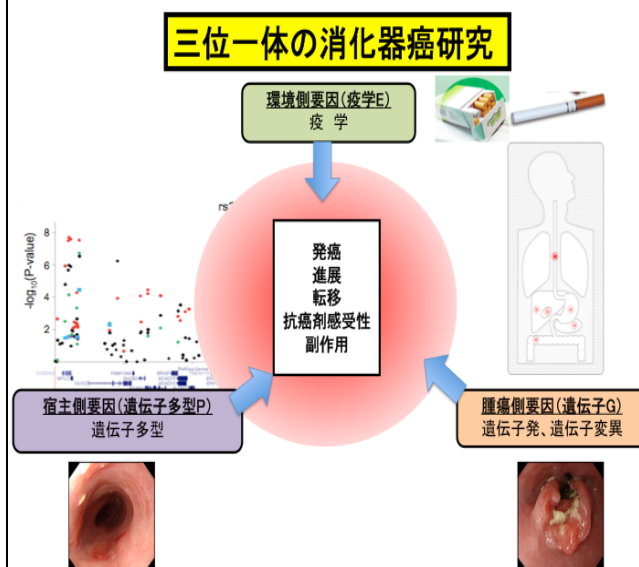 三位一体の消化器癌研究
環境側要因(疫学E)
疫 学
8
6
4
2
-log10(P-value)
発癌
進展
転移
抗癌剤感受性
副作用
宿主側要因(遺伝子多型P)
遺伝子多型
腫瘍側要因(遺伝子G)
遺伝子発、遺伝子変異